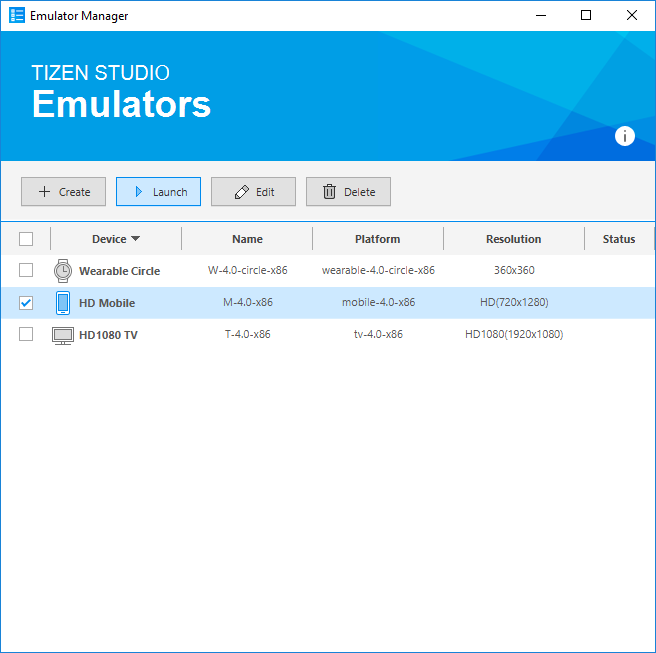 Emulator Manager
TIZEN STUDIO
Emulators
Create Launch Edit Delete
Device Name Platform Resolution Status
Wearable Circle W-4.0-circle-x86 wearable-4.0-circle-x86 360x360
HD Mobile M-4.0-x86 mobile-4.0-x86 HD(720x1280)
HD1080 TV T-4.0-x86 tv-4.0-x86 HD1080(1920x1080)